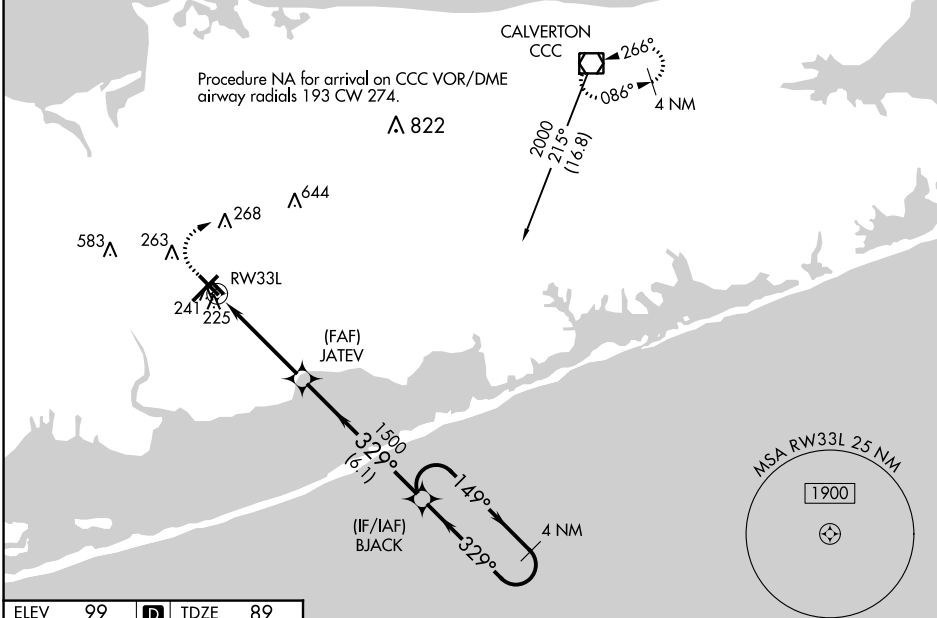 CALVERTON
CCC
266°
086°
4 NM
Procedure NA for arrival on CCC VOR/DME
airway radials 193 CW 274.
822
2000
215°
(16.8)
644
268
583
263
RW33L
241
225
(FAF)
JATEV
1500
329°
(6.1)
149°
4 NM
329°
(IF/IAF)
BJACK
MSA RW33L 25 NM
1900
ELEV 99 D TDZE 89